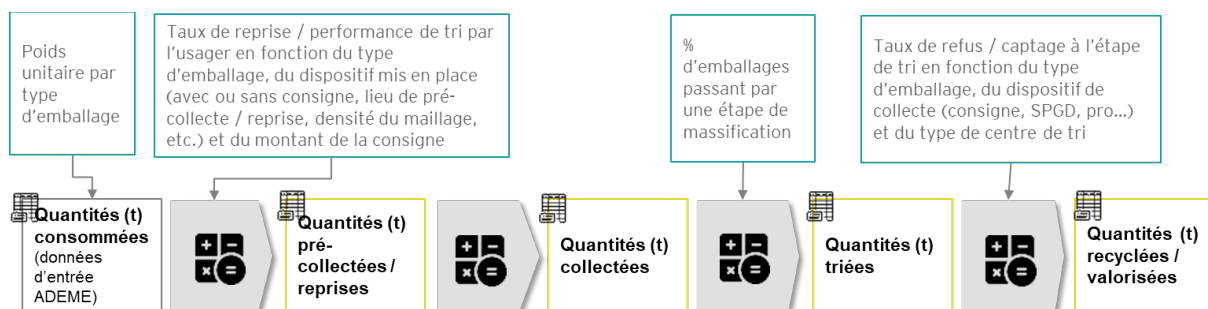 Poids
unitaire par
type
d'emballage
Taux de reprise / performance de tri par
l'usager en fonction du type
d'emballage, du dispositif mis en place
(avec ou sans consigne, lieu de pré-
collecte / reprise, densité du maillage,
etc.) et du montant de la consigne
%
d'emballages
passant par
une étape de
massification
Taux de refus / captage à l'étape
de tri en fonction du type
d'emballage, du dispositif de
collecte (consigne, SPGD, pro...)
et du type de centre de tri
Quantités (t)
consommées
(données
d'entrée
ADEME)
Quantités (t)
pré-
collectées /
reprises
Quantités (t)
collectées
Quantités (t)
triées
Quantités (t)
recyclées /
valorisées